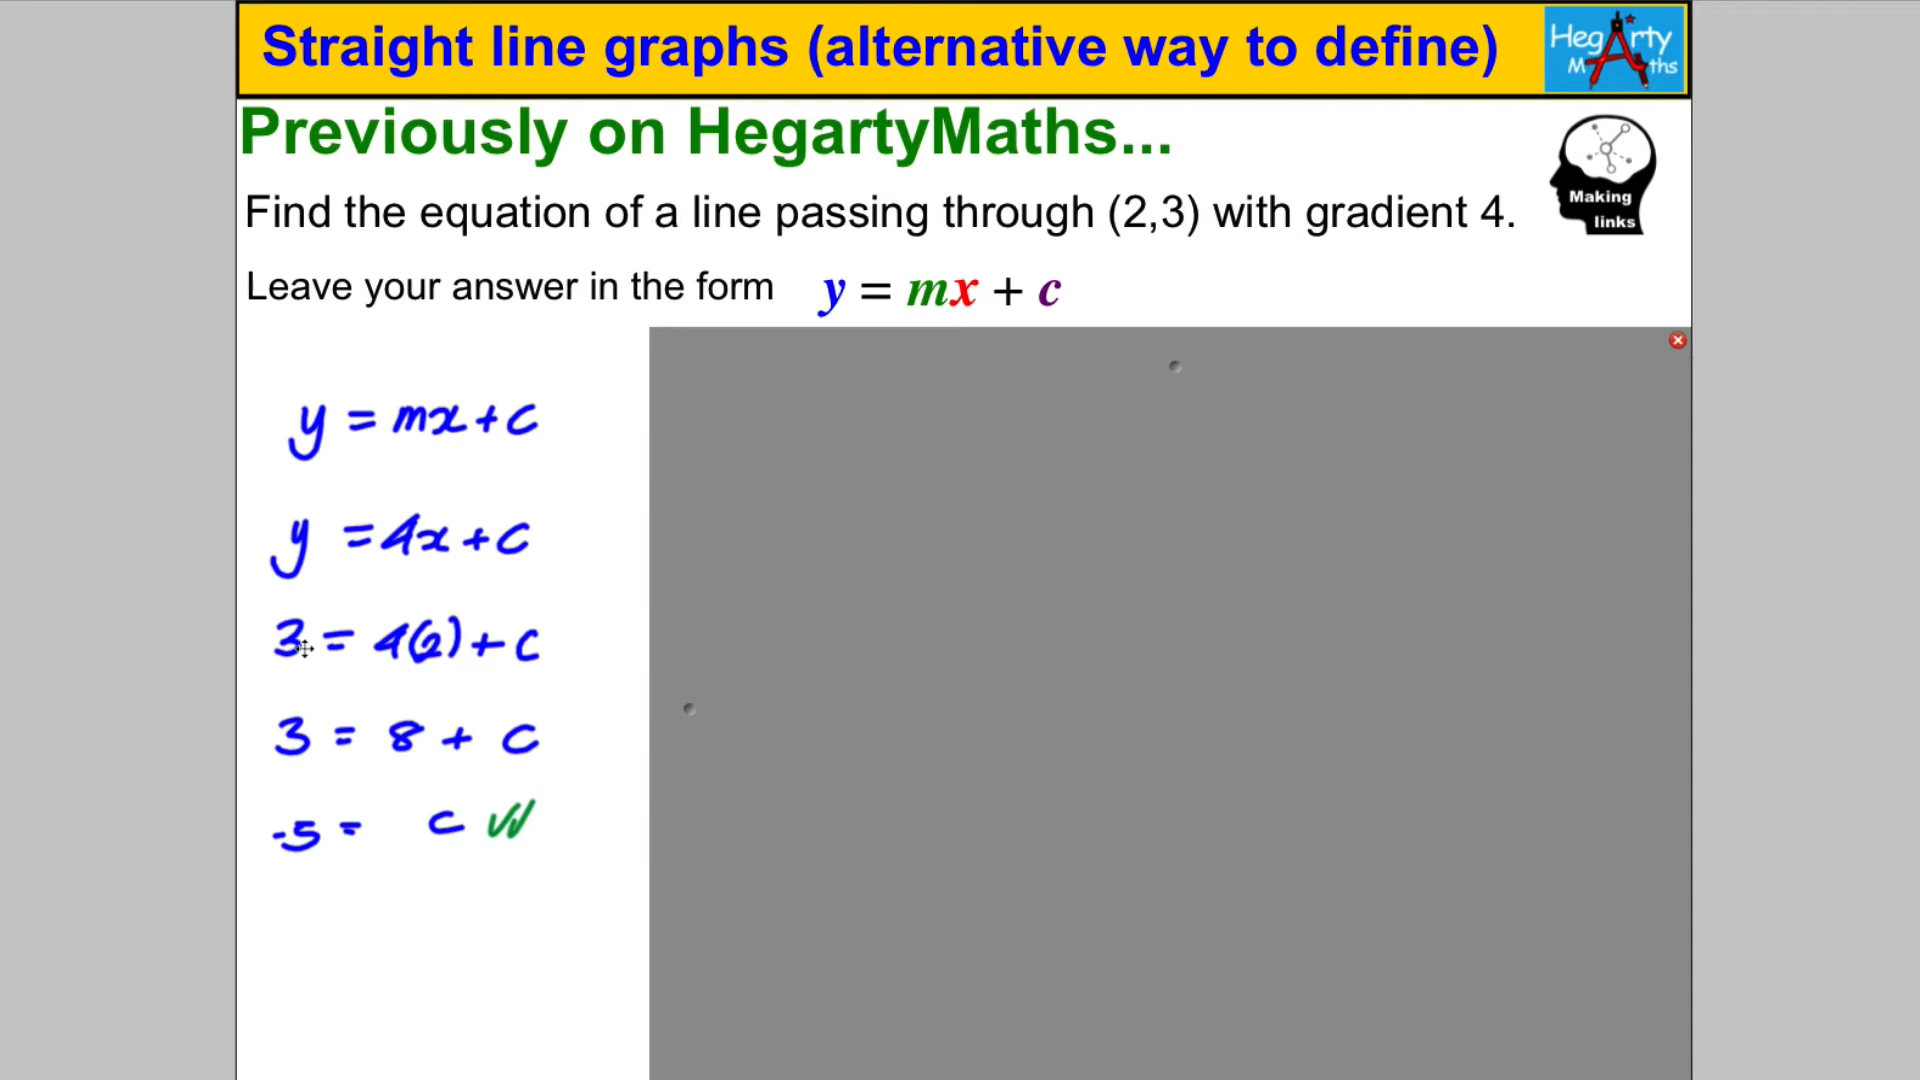 Straight line graphs (alternative way to define)
HegArty
Maths
Previously on HegartyMaths...
Making
links
Find the equation of a line passing through (2,3) with gradient 4.
Leave your answer in the form y = mx + c
y = mx + c
y = 4x + c
3 = 4(2) + c
3 = 8 + c
-5 = c